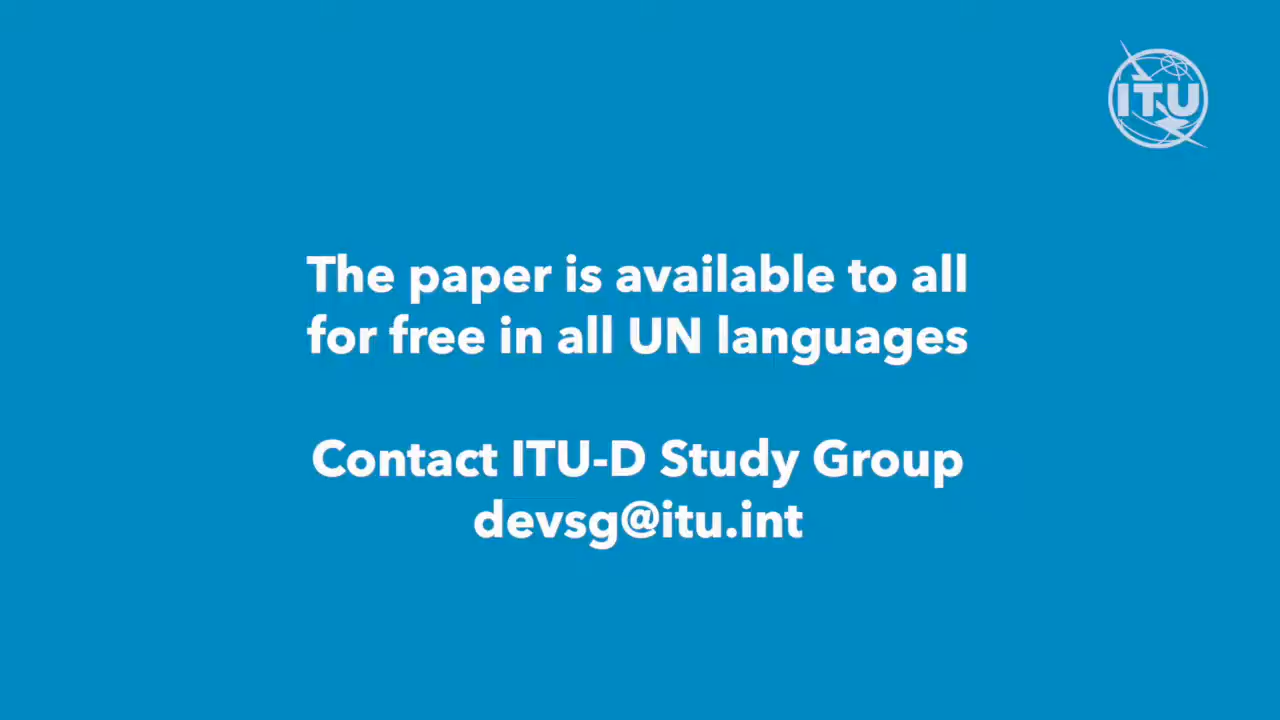 ITU
The paper is available to all
for free in all UN languages
Contact ITU-D Study Group
devsg@itu.int